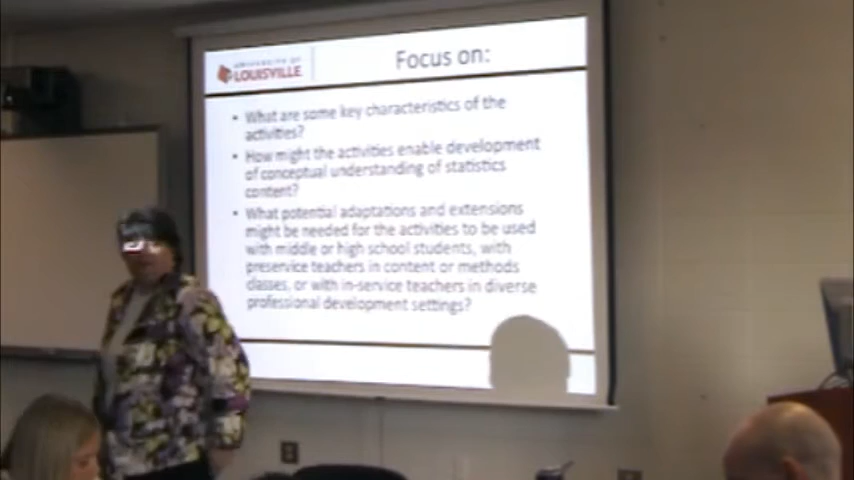 UNIVERSITY OF
LOUISVILLE
Focus on:
• What are some key characteristics of the
activities?
• How might the activities enable development
of conceptual understanding of statistics
content?
• What potential adaptations and extensions
might be needed for the activities to be used
with middle or high school students, with
preservice teachers in content or methods
classes, or with in-service teachers in diverse
professional development settings?